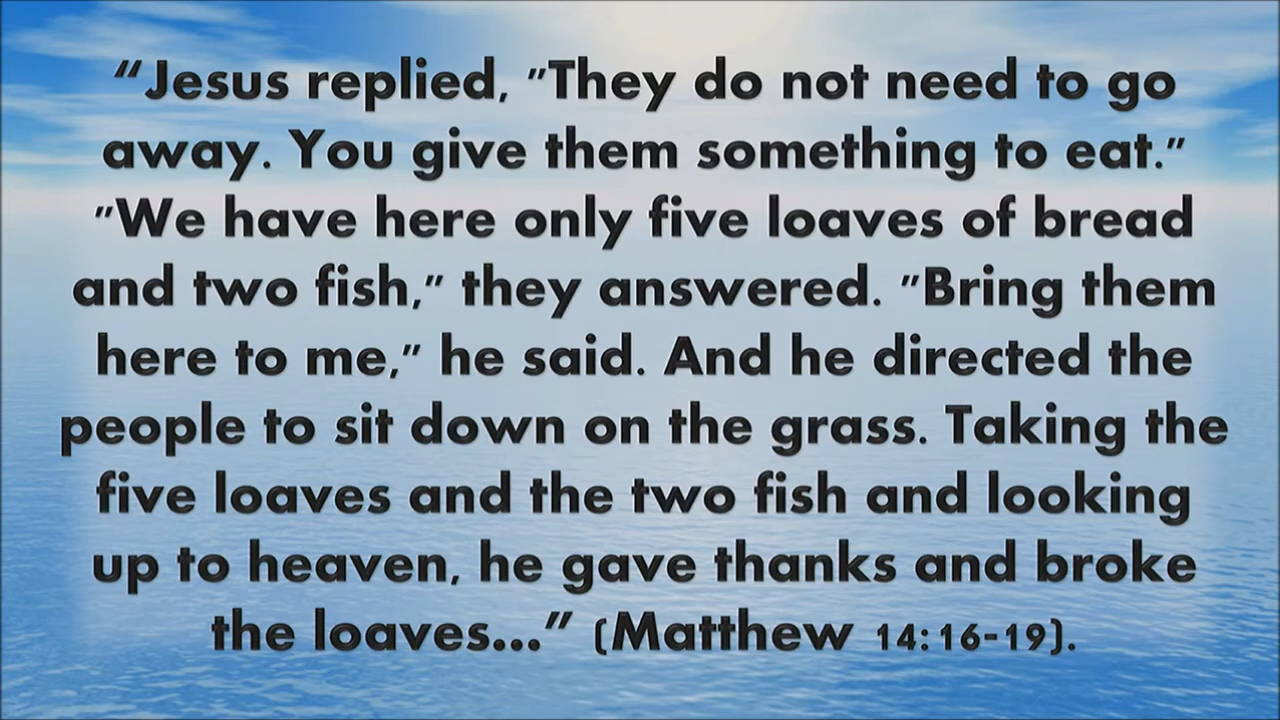 “Jesus replied, "They do not need to go
away. You give them something to eat."
"We have here only five loaves of bread
and two fish," they answered. "Bring them
here to me," he said. And he directed the
people to sit down on the grass. Taking the
five loaves and the two fish and looking
up to heaven, he gave thanks and broke
the loaves...” (Matthew 14:16-19).